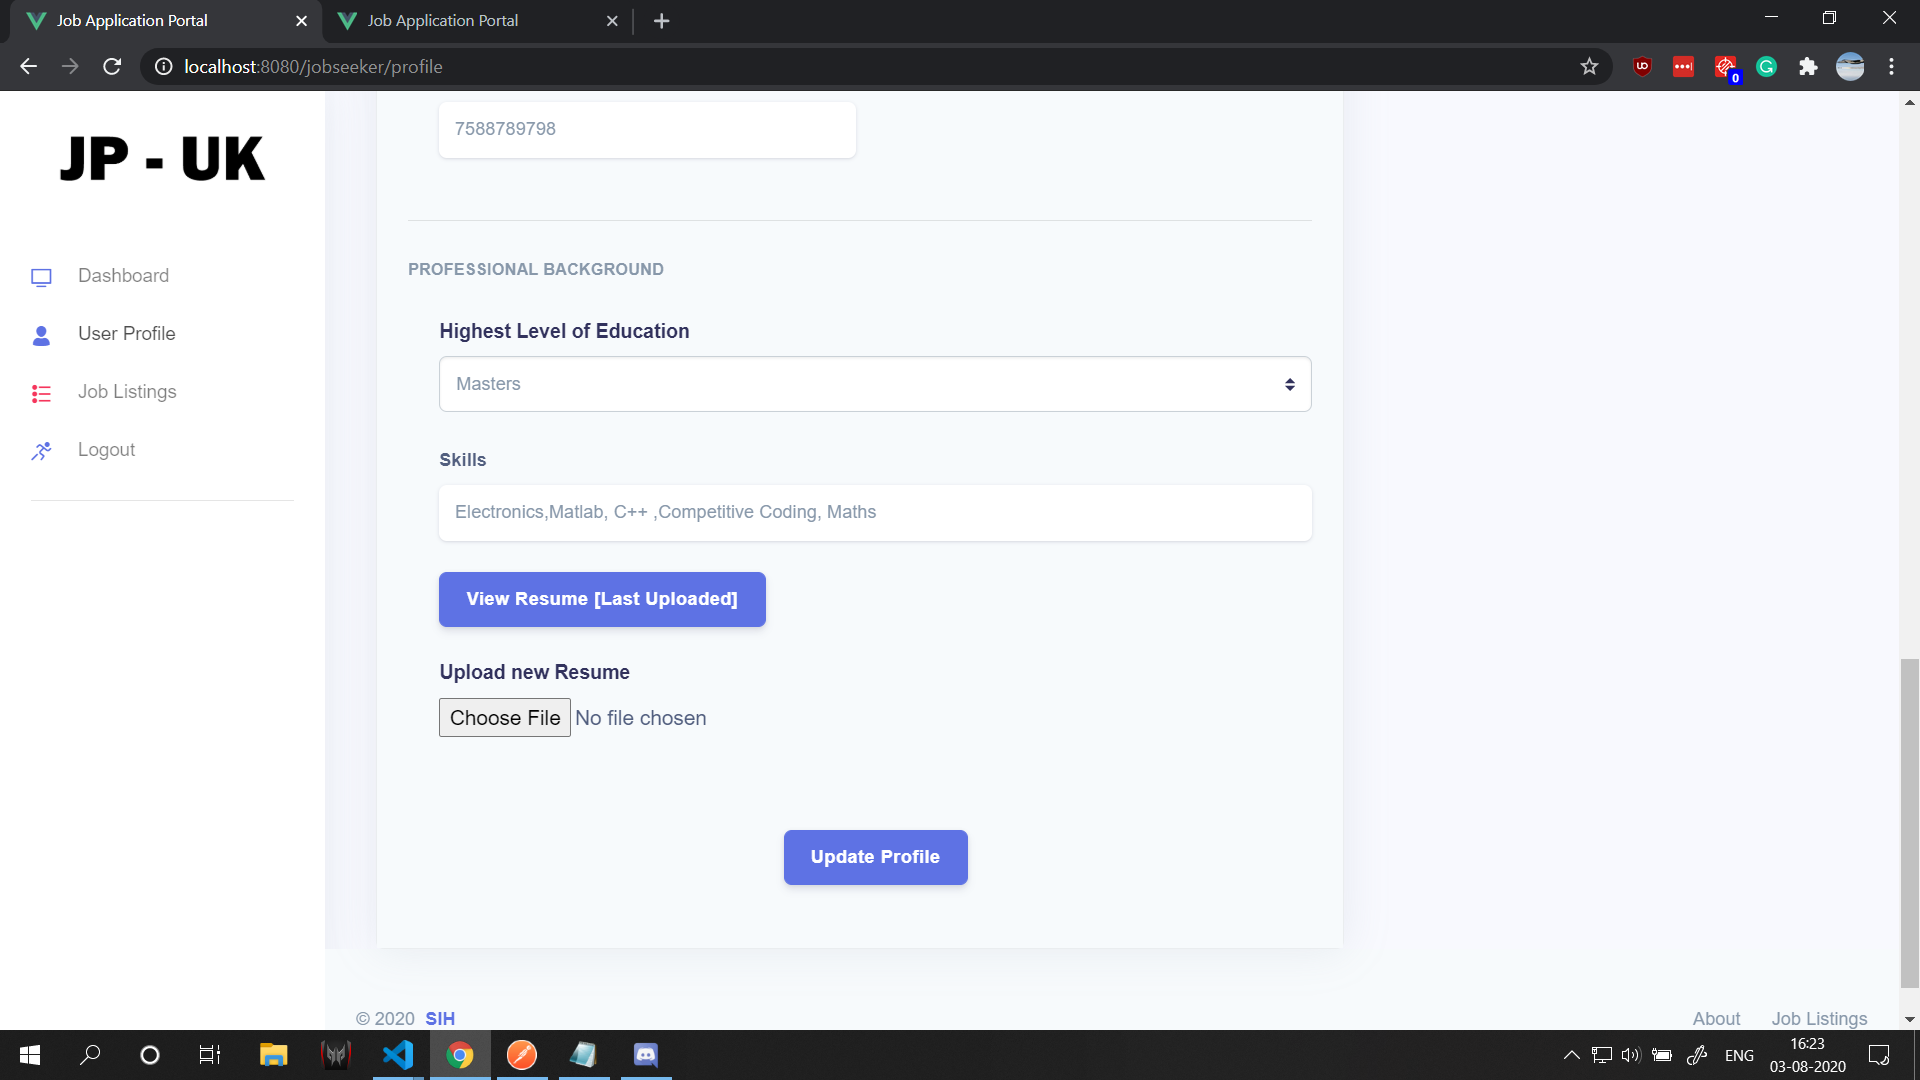 Job Application Portal
Job Application Portal
localhost:8080/jobseeker/profile
0
JP - UK
Dashboard
User Profile
Job Listings
Logout
7588789798
PROFESSIONAL BACKGROUND
Highest Level of Education
Masters
Skills
Electronics,Matlab, C++ ,Competitive Coding, Maths
View Resume [Last Uploaded]
Upload new Resume
Choose File No file chosen
Update Profile
© 2020 SIH
About Job Listings
ENG
16:23
03-08-2020